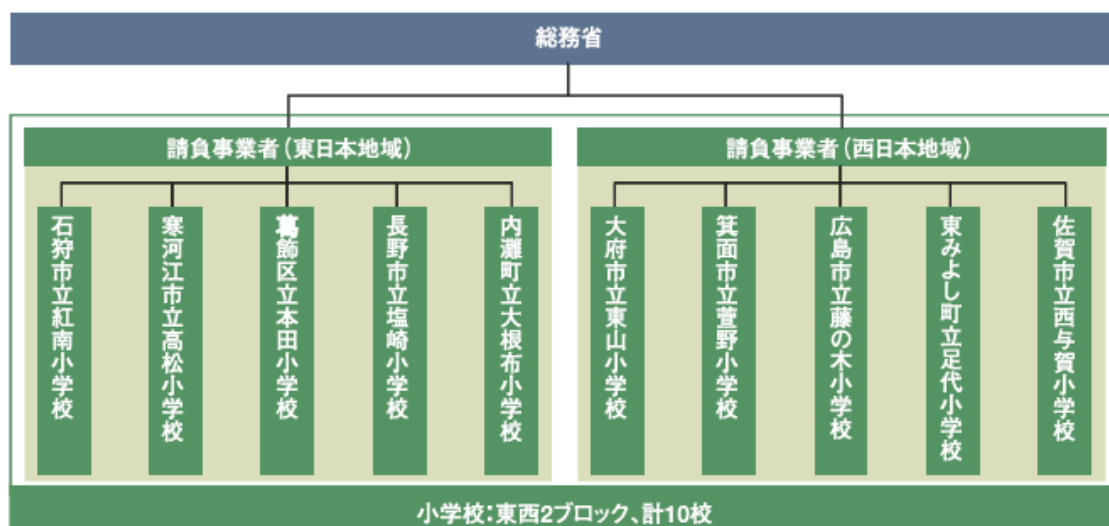 総務省
請負事業者（東日本地域）
石狩市立紅南小学校
寒河江市立高松小学校
葛飾区立本田小学校
長野市立塩崎小学校
内灘町立大根布小学校
請負事業者（西日本地域）
大府市立東山小学校
箕面市立萱野小学校
広島市立藤の木小学校
東みよし町立足代小学校
佐賀市立西与賀小学校
小学校：東西2ブロック、計10校